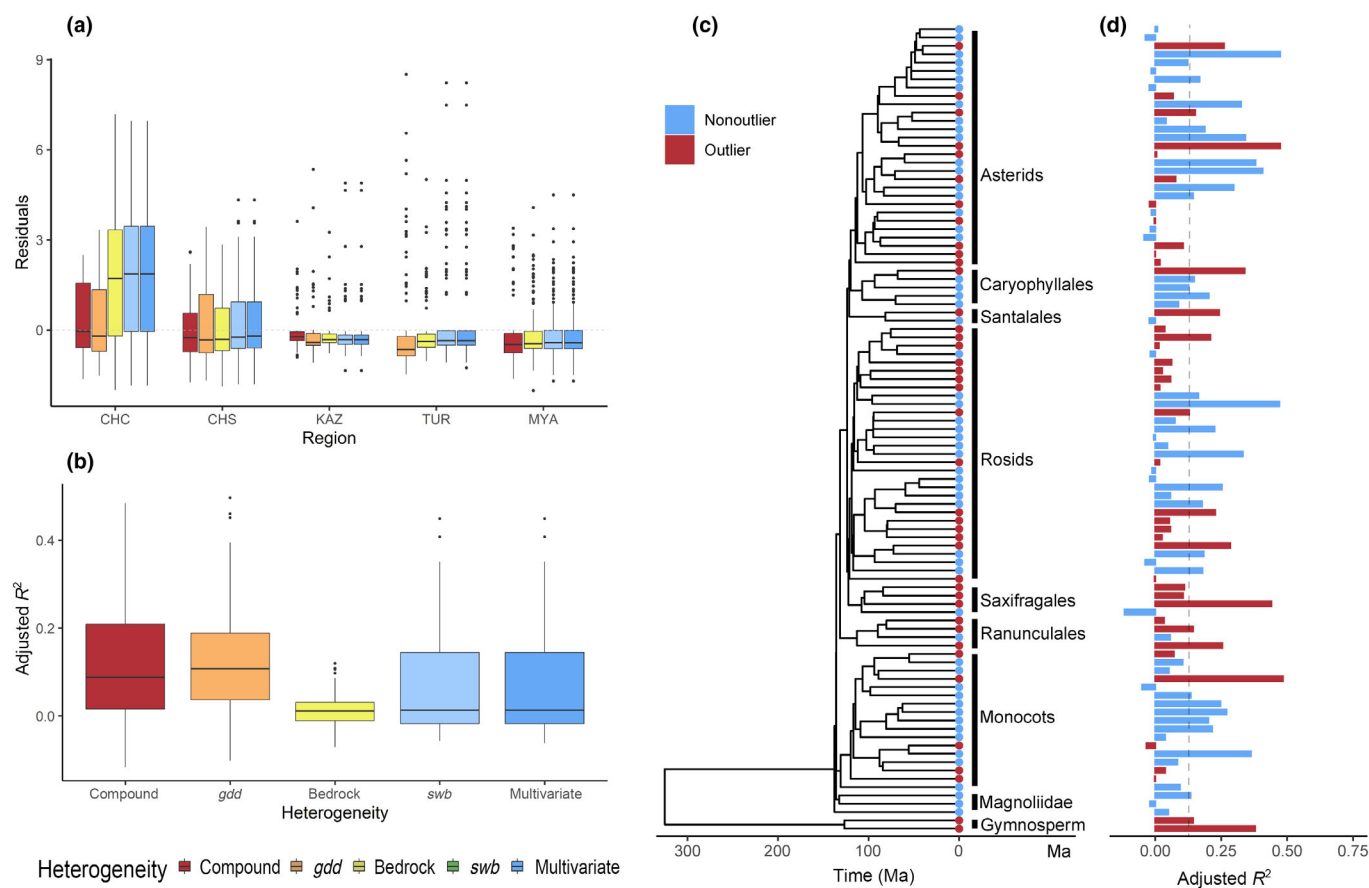 (a)
9
6
3
0
Residuals
CHC CHS KAZ TUR MYA
Region
(b)
0.4
0.2
0.0
Adjusted R²
Compound gdd Bedrock swb Multivariate
Heterogeneity
Heterogeneity Compound gdd Bedrock swb Multivariate
(c)
Nonoutlier
Outlier
Asterids
Caryophyllales
Santalales
Rosids
Saxifragales
Ranunculales
Monocots
Magnoliidae
Gymnosperm
300 200 100 0 Ma
Time (Ma)
(d)
0.00 0.25 0.50 0.75
Adjusted R²